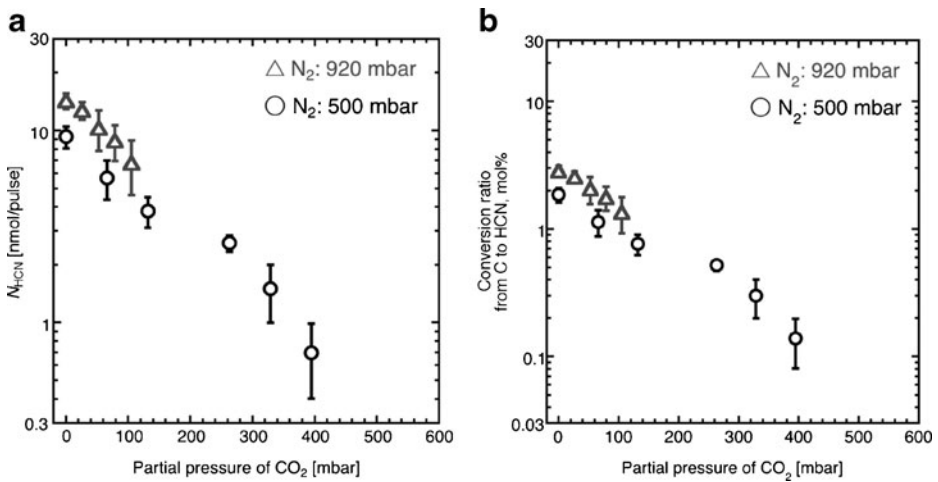 a
30
10
1
0.3
N₂: 920 mbar
N₂: 500 mbar
N_HCN [nmol/pulse]
0 100 200 300 400 500 600
Partial pressure of CO₂ [mbar]
b
30
10
1
0.1
0.03
N₂: 920 mbar
N₂: 500 mbar
Conversion ratio
from C to HCN, mol%
0 100 200 300 400 500 600
Partial pressure of CO₂ [mbar]